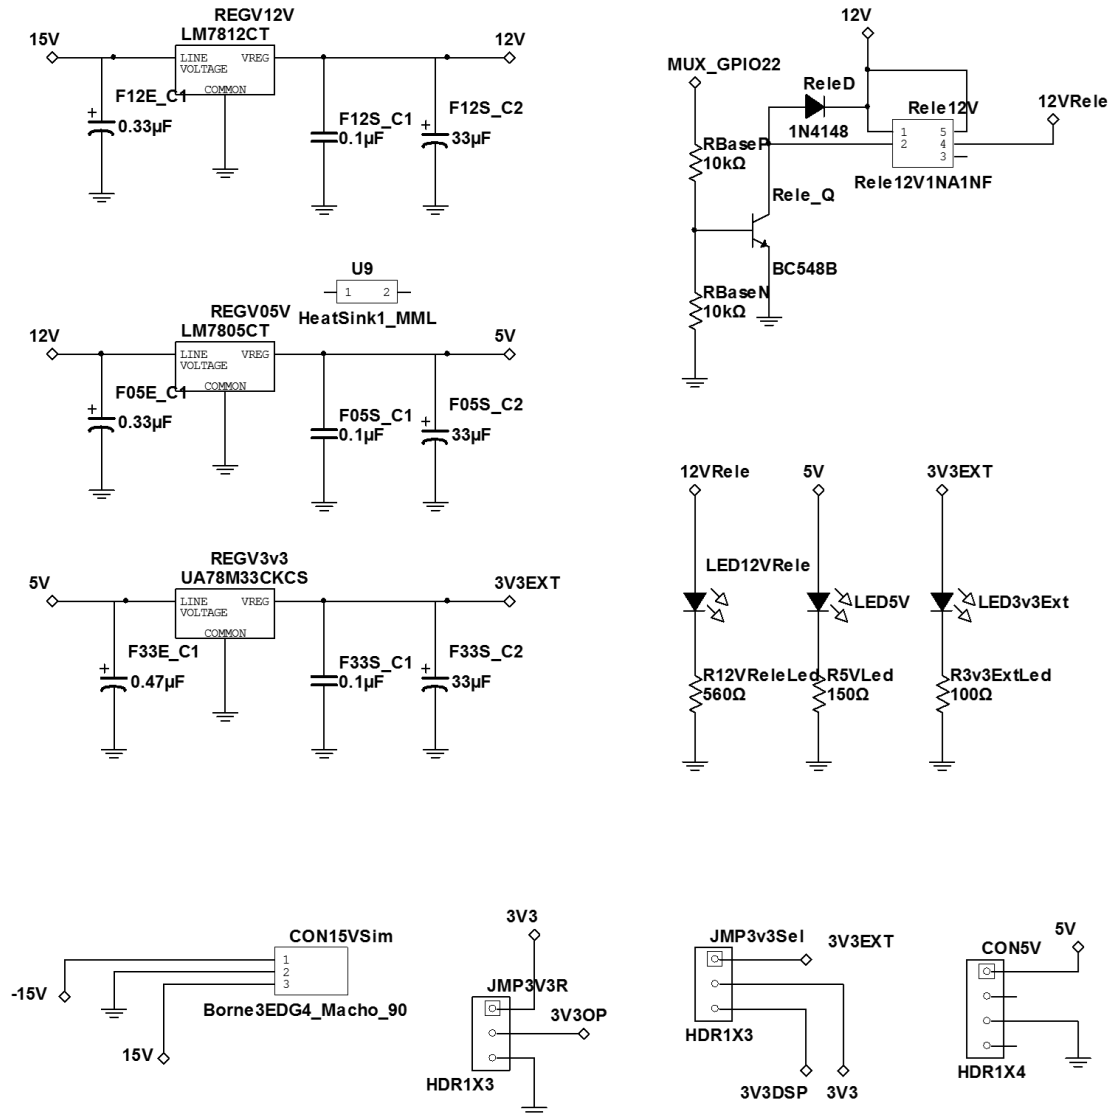 REGV12V
LM7812CT
15V
12V
LINE VREG
VOLTAGE
COMMON
F12E_C1
0.33µF
F12S_C1
0.1µF
F12S_C2
33µF
U9
1 2
HeatSink1_MML
REGV05V
LM7805CT
12V
5V
LINE VREG
VOLTAGE
COMMON
F05E_C1
0.33µF
F05S_C1
0.1µF
F05S_C2
33µF
REGV3v3
UA78M33CKCS
5V
3V3EXT
LINE VREG
VOLTAGE
COMMON
F33E_C1
0.47µF
F33S_C1
0.1µF
F33S_C2
33µF
12V
MUX_GPIO22
ReleD
1N4148
Rele12V
12VRele
1 5
2 4
3
Rele12V1NA1NF
RBaseP
10kΩ
Rele_Q
BC548B
RBaseN
10kΩ
12VRele
5V
3V3EXT
LED12VRele
LED5V
LED3v3Ext
R12VReleLed
560Ω
R5VLed
150Ω
R3v3ExtLed
100Ω
CON15VSim
1
2
3
-15V
Borne3EDG4_Macho_90
15V
3V3
JMP3V3R
3V3OP
HDR1X3
JMP3v3Sel
3V3EXT
HDR1X3
3V3DSP
3V3
5V
CON5V
HDR1X4